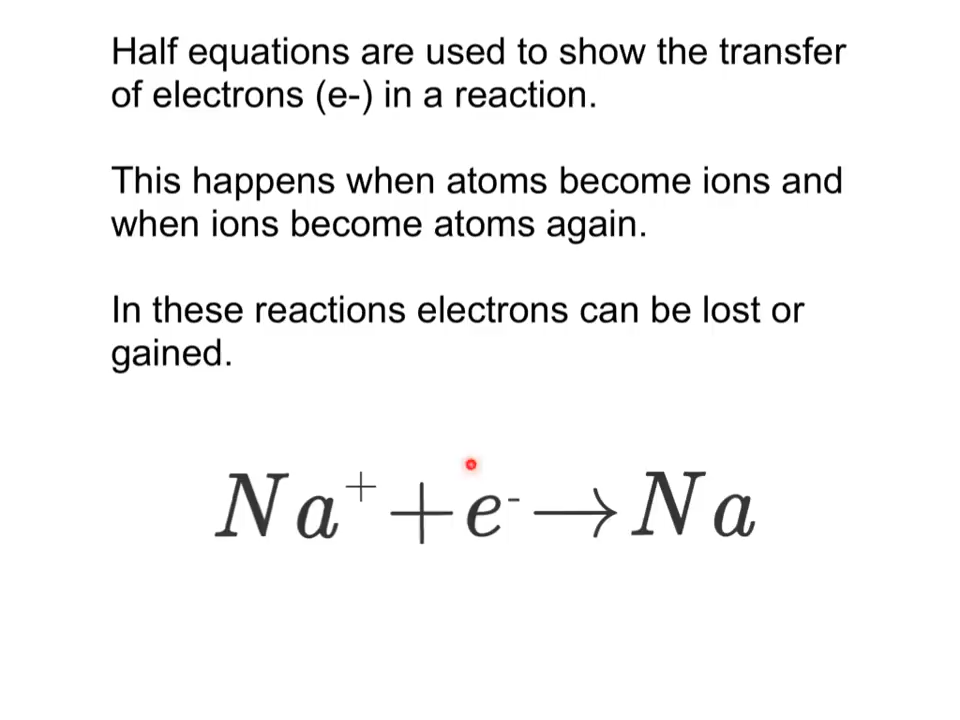 Half equations are used to show the transfer
of electrons (e-) in a reaction.
This happens when atoms become ions and
when ions become atoms again.
In these reactions electrons can be lost or
gained.
Na⁺ + e⁻ → Na